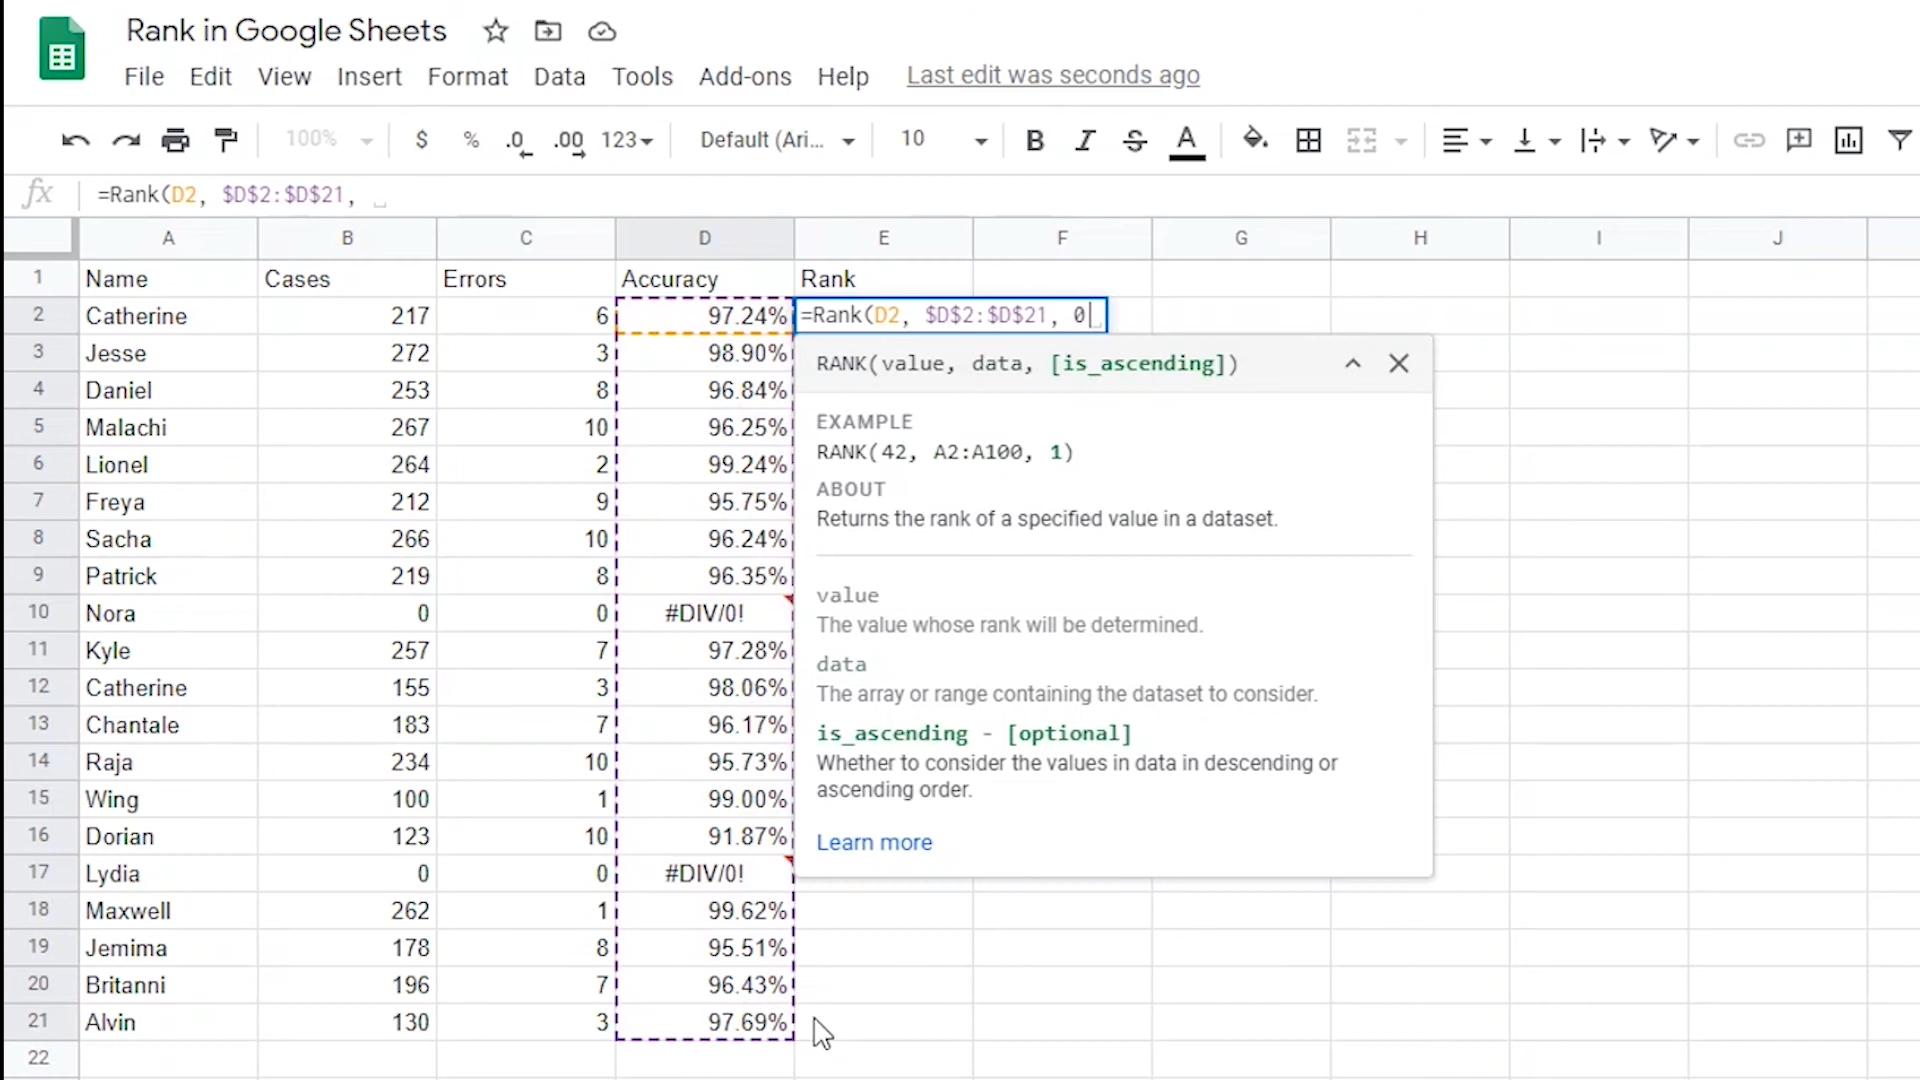 Rank in Google Sheets
File Edit View Insert Format Data Tools Add-ons Help Last edit was seconds ago
100% $ % .0 .00 123 Default (Ari... 10 B I S A
fx =Rank(D2, $D$2:$D$21,
A B C D E F G H I J
1 Name Cases Errors Accuracy Rank
2 Catherine 217 6 97.24% =Rank(D2, $D$2:$D$21, 0
3 Jesse 272 3 98.90%
RANK(value, data, [is_ascending])
4 Daniel 253 8 96.84%
EXAMPLE
5 Malachi 267 10 96.25%
RANK(42, A2:A100, 1)
6 Lionel 264 2 99.24%
ABOUT
7 Freya 212 9 95.75%
Returns the rank of a specified value in a dataset.
8 Sacha 266 10 96.24%
9 Patrick 219 8 96.35%
value
10 Nora 0 0 #DIV/0!
The value whose rank will be determined.
11 Kyle 257 7 97.28%
data
12 Catherine 155 3 98.06%
The array or range containing the dataset to consider.
13 Chantale 183 7 96.17%
is_ascending - [optional]
14 Raja 234 10 95.73%
Whether to consider the values in data in descending or
ascending order.
15 Wing 100 1 99.00%
16 Dorian 123 10 91.87%
Learn more
17 Lydia 0 0 #DIV/0!
18 Maxwell 262 1 99.62%
19 Jemima 178 8 95.51%
20 Britanni 196 7 96.43%
21 Alvin 130 3 97.69%
22